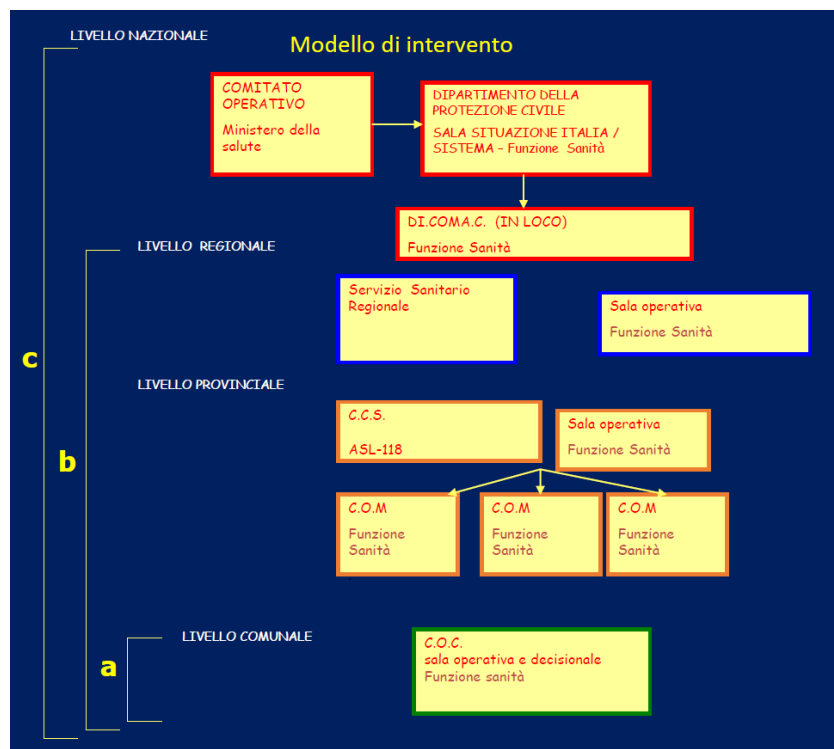 LIVELLO NAZIONALE
Modello di intervento
COMITATO
OPERATIVO
Ministero della
salute
DIPARTIMENTO DELLA
PROTEZIONE CIVILE
SALA SITUAZIONE ITALIA /
SISTEMA – Funzione Sanità
DI.COMA.C. (IN LOCO)
Funzione Sanità
LIVELLO REGIONALE
Servizio Sanitario
Regionale
Sala operativa
Funzione Sanità
c
LIVELLO PROVINCIALE
C.C.S.
ASL-118
Sala operativa
Funzione Sanità
b
C.O.M
Funzione
Sanità
C.O.M
Funzione
Sanità
C.O.M
Funzione
Sanità
LIVELLO COMUNALE
a
C.O.C.
sala operativa e decisionale
Funzione sanità